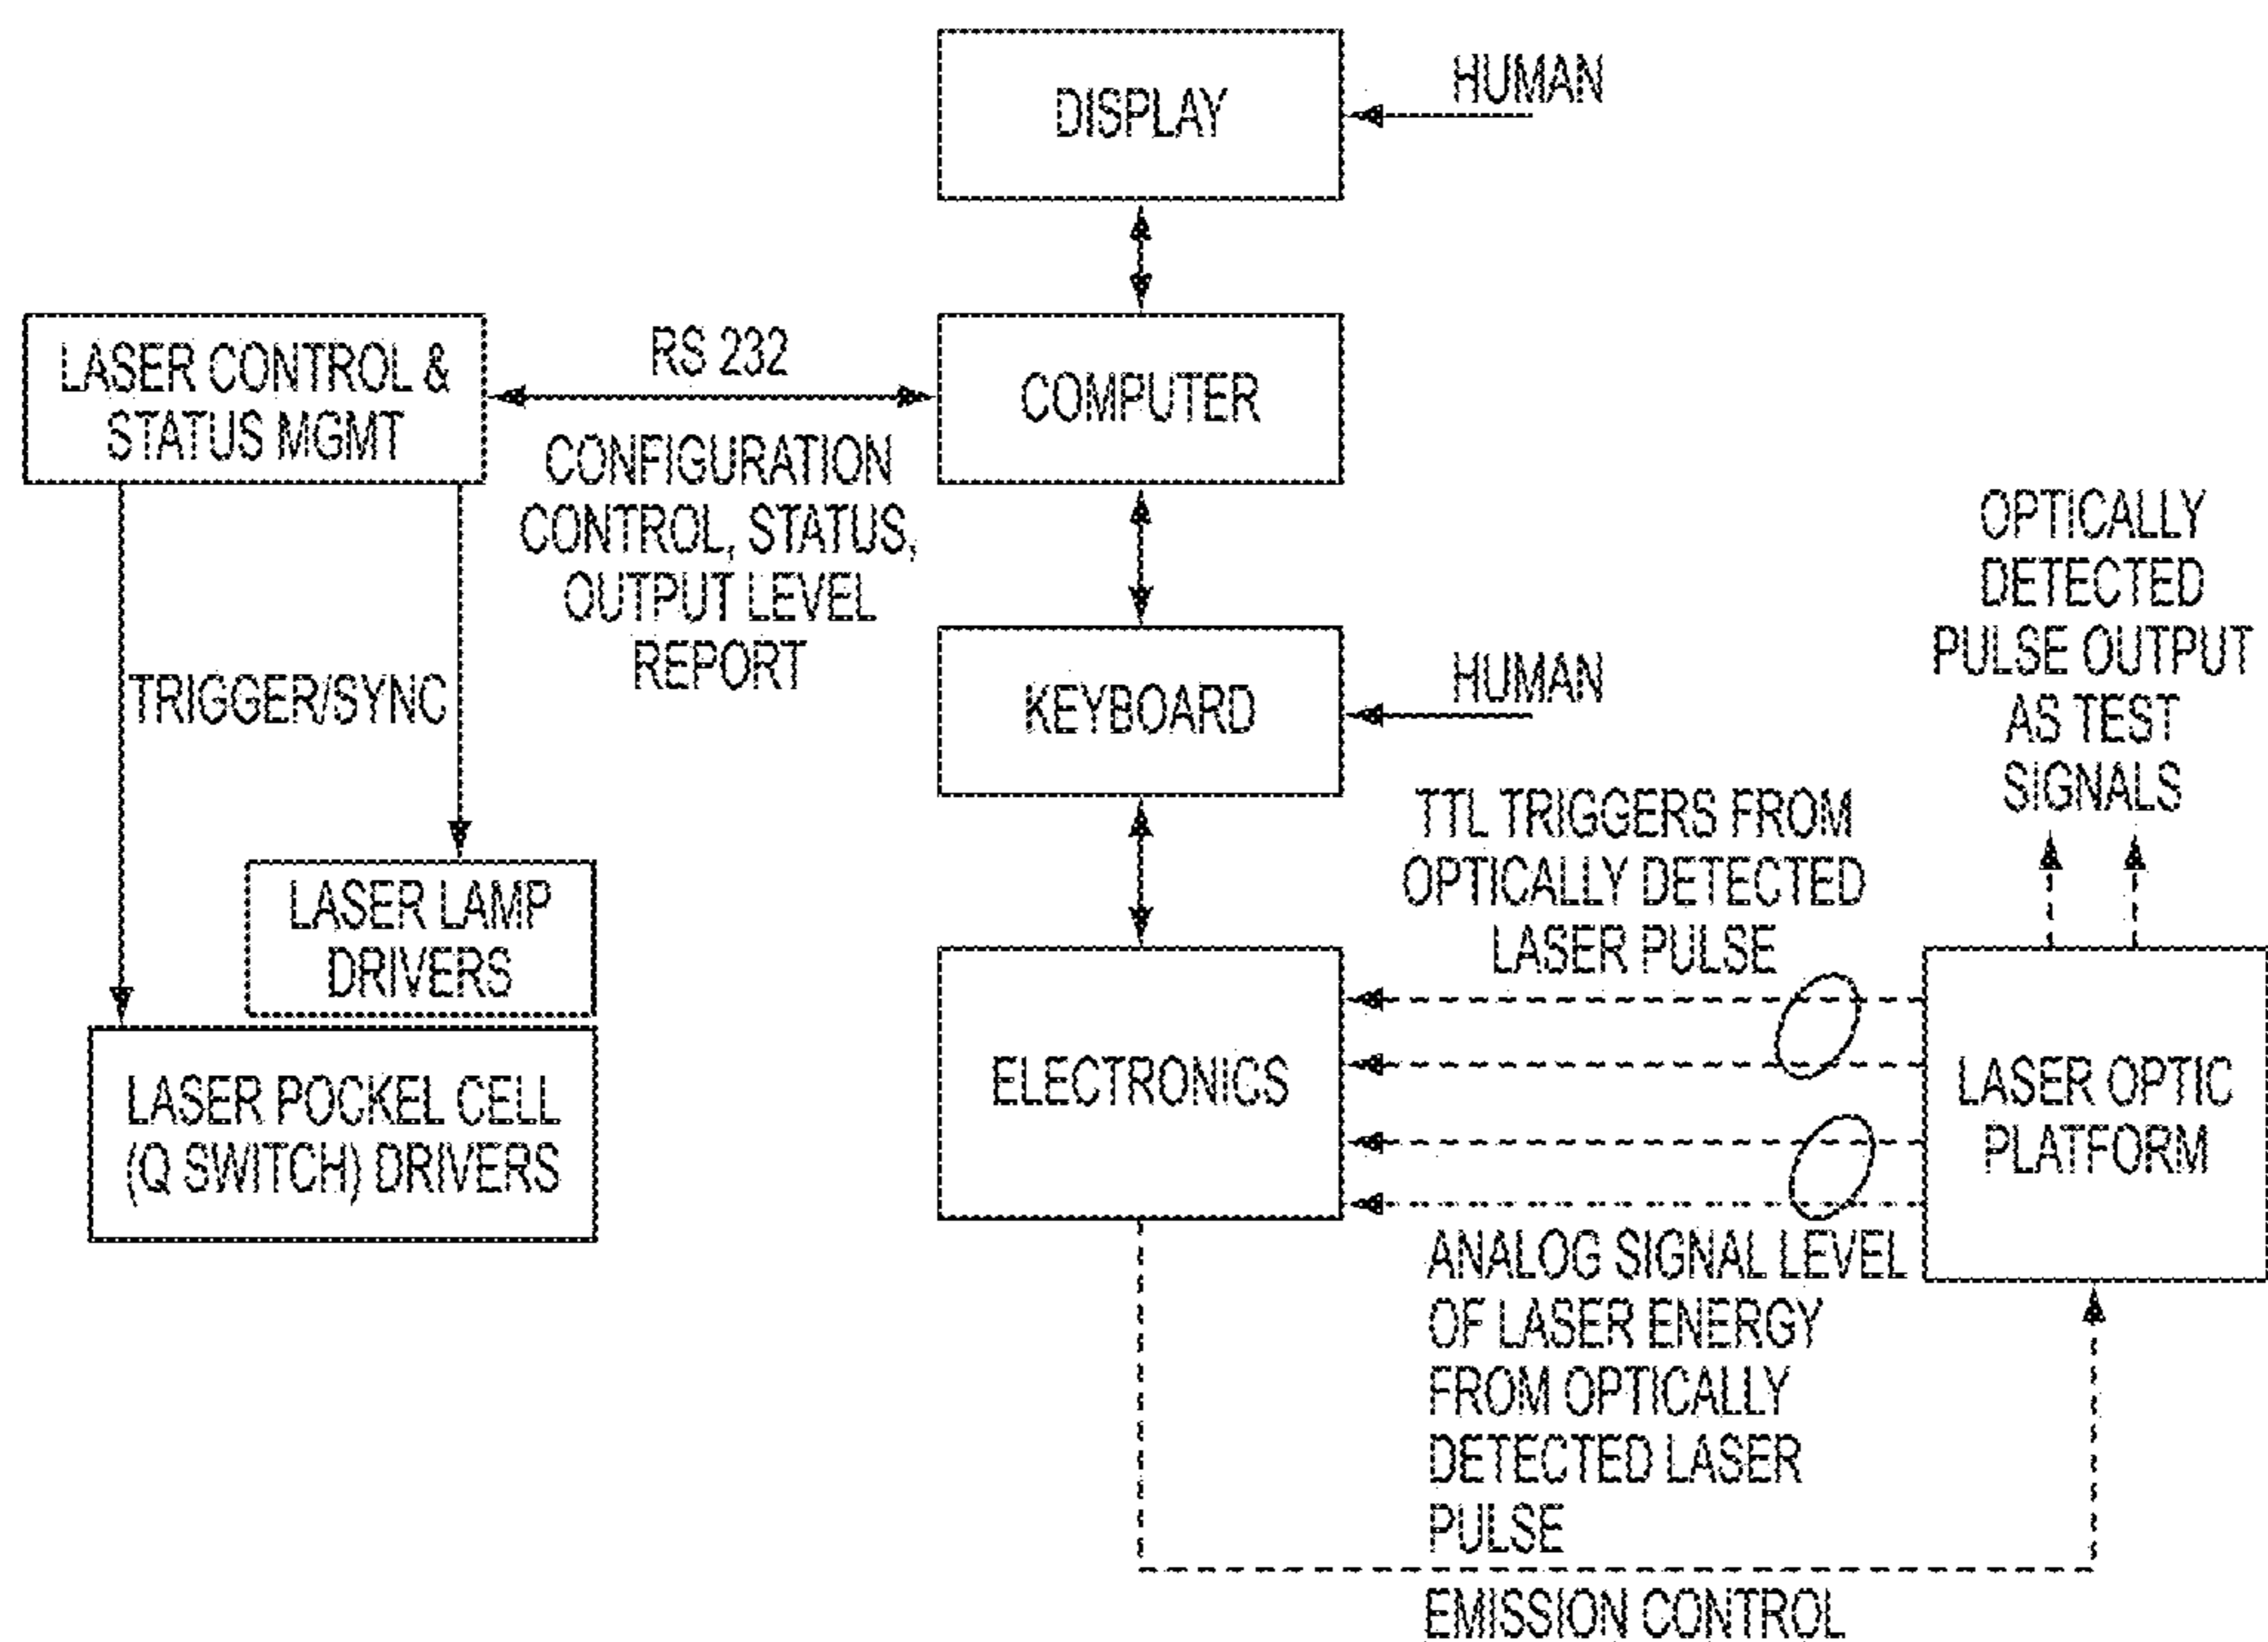 DISPLAY
HUMAN
LASER CONTROL &
STATUS MGMT
RS 232
COMPUTER
CONFIGURATION
CONTROL, STATUS,
OUTPUT LEVEL
REPORT
TRIGGER/SYNC
KEYBOARD
HUMAN
OPTICALLY
DETECTED
PULSE OUTPUT
AS TEST
SIGNALS
LASER LAMP
DRIVERS
LASER POCKEL CELL
(Q SWITCH) DRIVERS
TTL TRIGGERS FROM
OPTICALLY DETECTED
LASER PULSE
ELECTRONICS
LASER OPTIC
PLATFORM
ANALOG SIGNAL LEVEL
OF LASER ENERGY
FROM OPTICALLY
DETECTED LASER
PULSE
EMISSION CONTROL